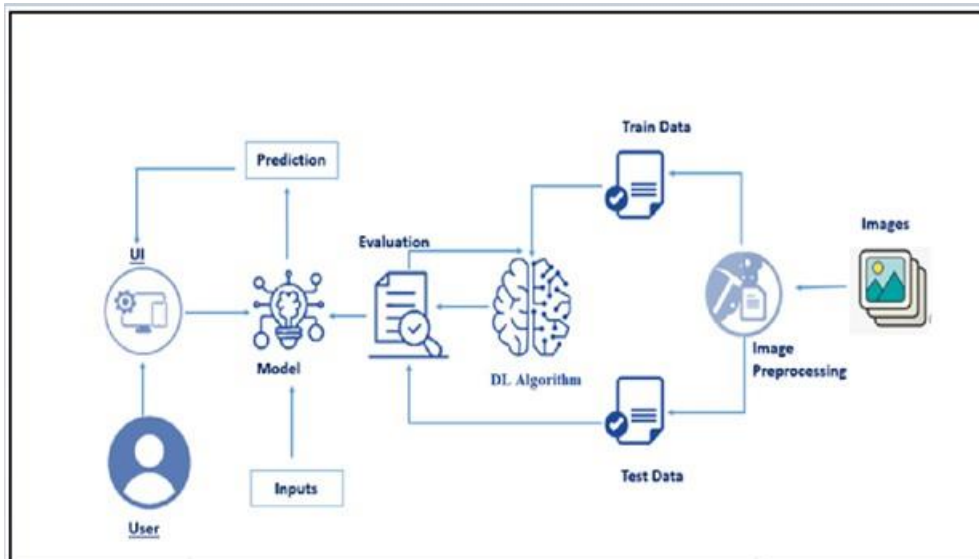 Train Data
Prediction
Images
Evaluation
UI
Image
Preprocessing
Model
DL Algorithm
Test Data
Inputs
User